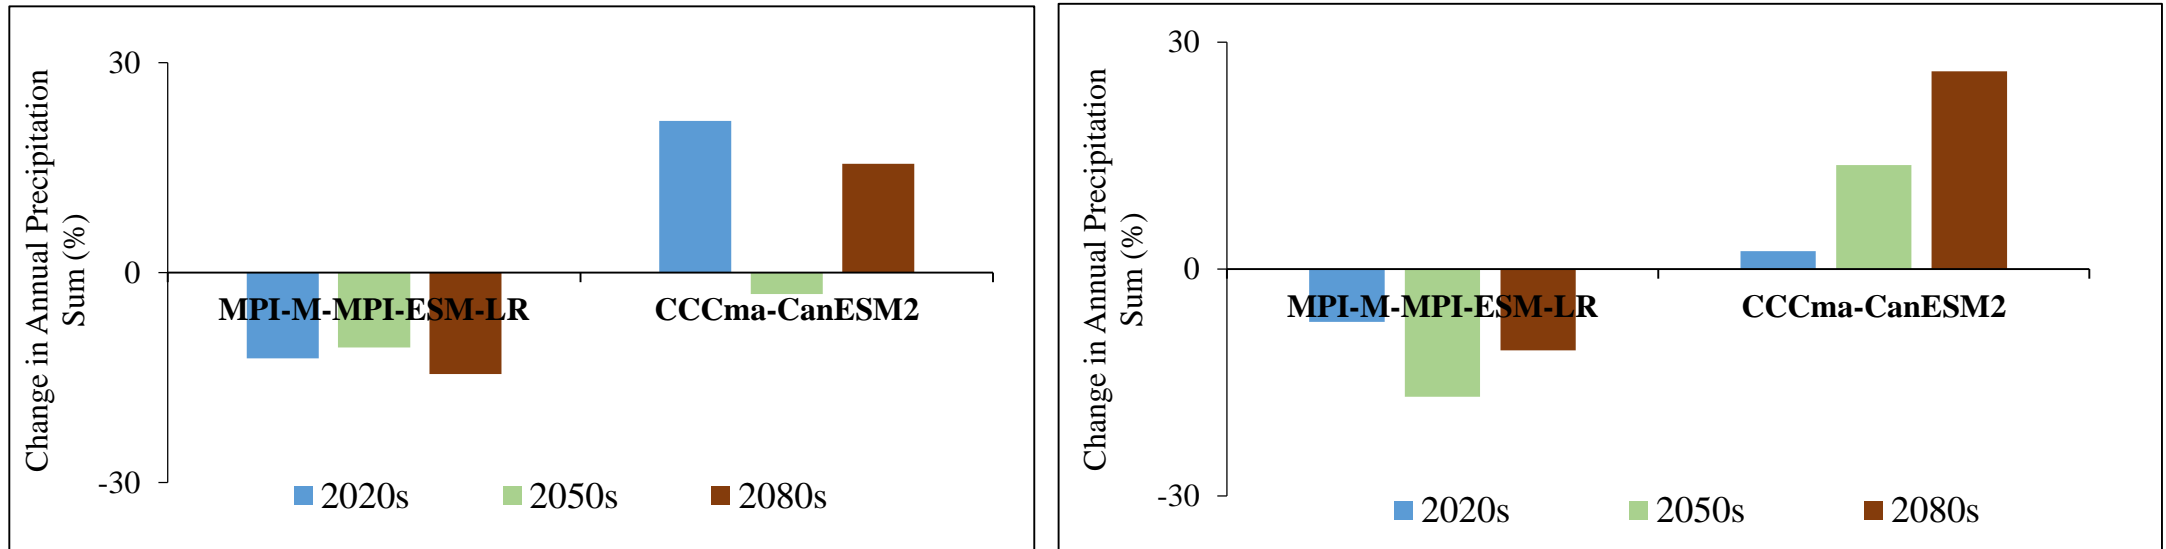 Change in Annual Precipitation
Sum (%)
30
0
-30
MPI-M-MPI-ESM-LR
CCCma-CanESM2
2020s
2050s
2080s
Change in Annual Precipitation
Sum (%)
30
0
-30
MPI-M-MPI-ESM-LR
CCCma-CanESM2
2020s
2050s
2080s